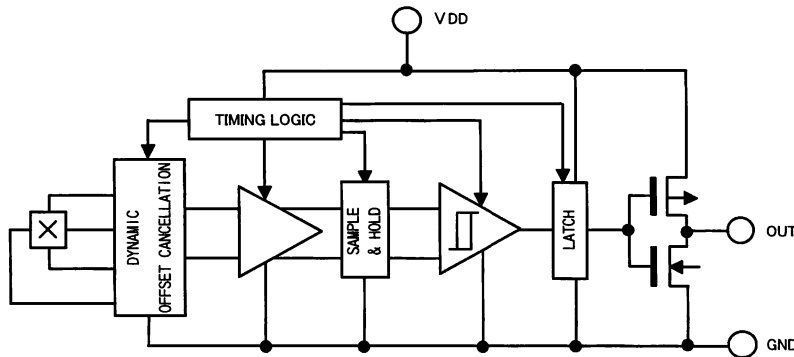 VDD
TIMING LOGIC
DYNAMIC
OFFSET CANCELLATION
SAMPLE
& HOLD
LATCH
OUT
GND